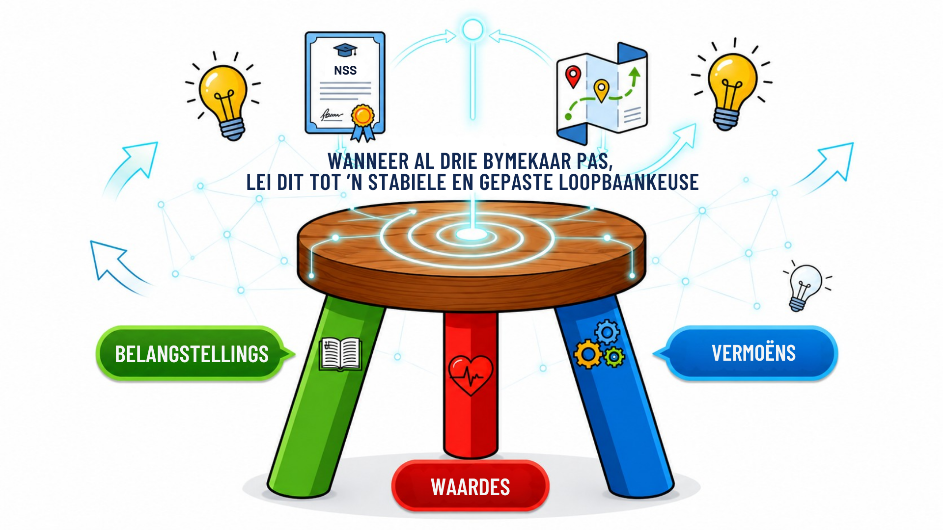 NSS
WANNEER AL DRIE BYMEKAAR PAS,
LEI DIT TOT 'N STABIELE EN GEPASTE LOOPBAANKEUSE
BELANGSTELLINGS
VERMOËNS
WAARDES